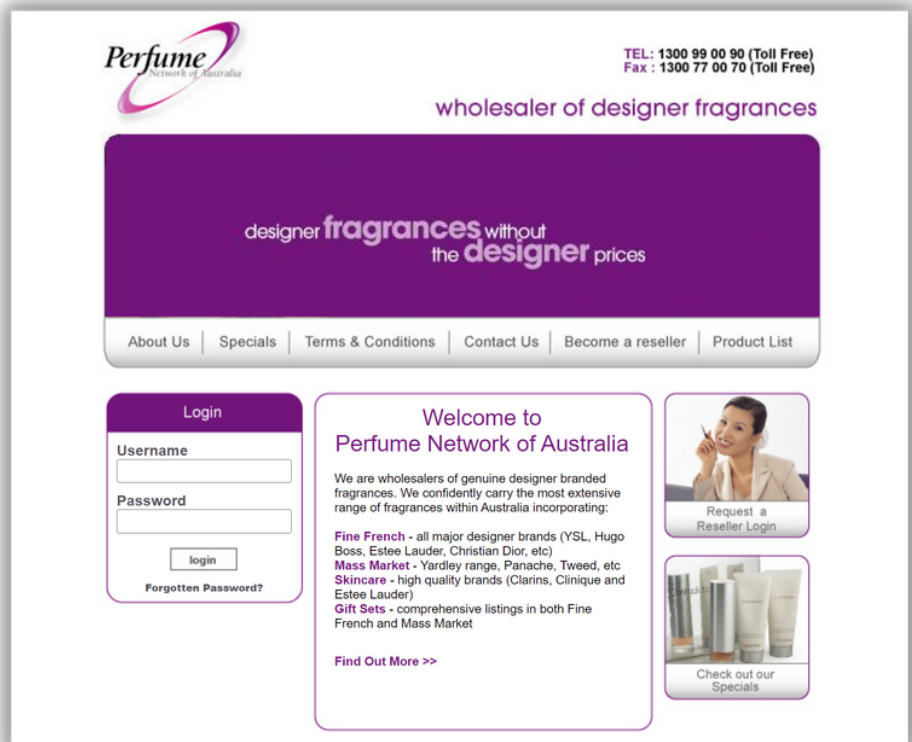 Perfume
Network of Australia
TEL: 1300 99 00 90 (Toll Free)
Fax : 1300 77 00 70 (Toll Free)
wholesaler of designer fragrances
designer fragrances without
the designer prices
About Us | Specials | Terms & Conditions | Contact Us | Become a reseller | Product List
Login
Username
Password
login
Forgotten Password?
Welcome to
Perfume Network of Australia
We are wholesalers of genuine designer branded
fragrances. We confidently carry the most extensive
range of fragrances within Australia incorporating:
Fine French - all major designer brands (YSL, Hugo
Boss, Estee Lauder, Christian Dior, etc)
Mass Market - Yardley range, Panache, Tweed, etc
Skincare - high quality brands (Clarins, Clinique and
Estee Lauder)
Gift Sets - comprehensive listings in both Fine
French and Mass Market
Find Out More >>
Request a
Reseller Login
Check out our
Specials